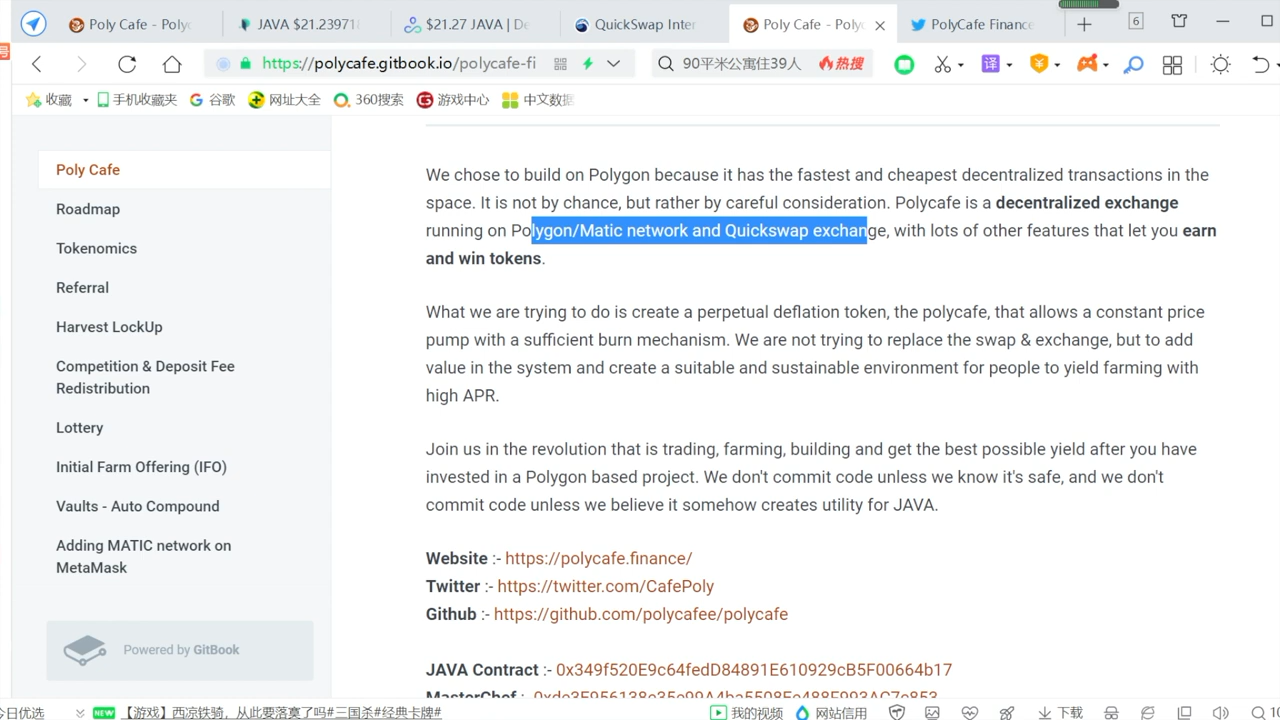 Poly Cafe - Poly
JAVA $21.23971
$21.27 JAVA | De
QuickSwap Inter
Poly Cafe - Poly
PolyCafe Finance
6
https://polycafe.gitbook.io/polycafe-fi
90平米公寓住39人
热搜
译
收藏
手机收藏夹
谷歌
网址大全
360搜索
游戏中心
中文数据
Poly Cafe
Roadmap
Tokenomics
Referral
Harvest LockUp
Competition & Deposit Fee
Redistribution
Lottery
Initial Farm Offering (IFO)
Vaults - Auto Compound
Adding MATIC network on
MetaMask
Powered by GitBook
We chose to build on Polygon because it has the fastest and cheapest decentralized transactions in the
space. It is not by chance, but rather by careful consideration. Polycafe is a decentralized exchange
running on Polygon/Matic network and Quickswap exchange, with lots of other features that let you earn
and win tokens.
What we are trying to do is create a perpetual deflation token, the polycafe, that allows a constant price
pump with a sufficient burn mechanism. We are not trying to replace the swap & exchange, but to add
value in the system and create a suitable and sustainable environment for people to yield farming with
high APR.
Join us in the revolution that is trading, farming, building and get the best possible yield after you have
invested in a Polygon based project. We don't commit code unless we know it's safe, and we don't
commit code unless we believe it somehow creates utility for JAVA.
Website :- https://polycafe.finance/
Twitter :- https://twitter.com/CafePoly
Github :- https://github.com/polycafee/polycafe
JAVA Contract :- 0x349f520E9c64fedD84891E610929cB5F00664b17
MasterChef :-
今日优选
NEW
【游戏】西凉铁骑，从此要落寞了吗#三国杀#经典卡牌#
我的视频
网站信用
下载